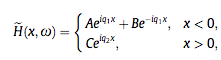 H̃(x, ω) = { Ae^{iq₁x} + Be^{−iq₁x}, x < 0,
Ce^{iq₂x}, x > 0,